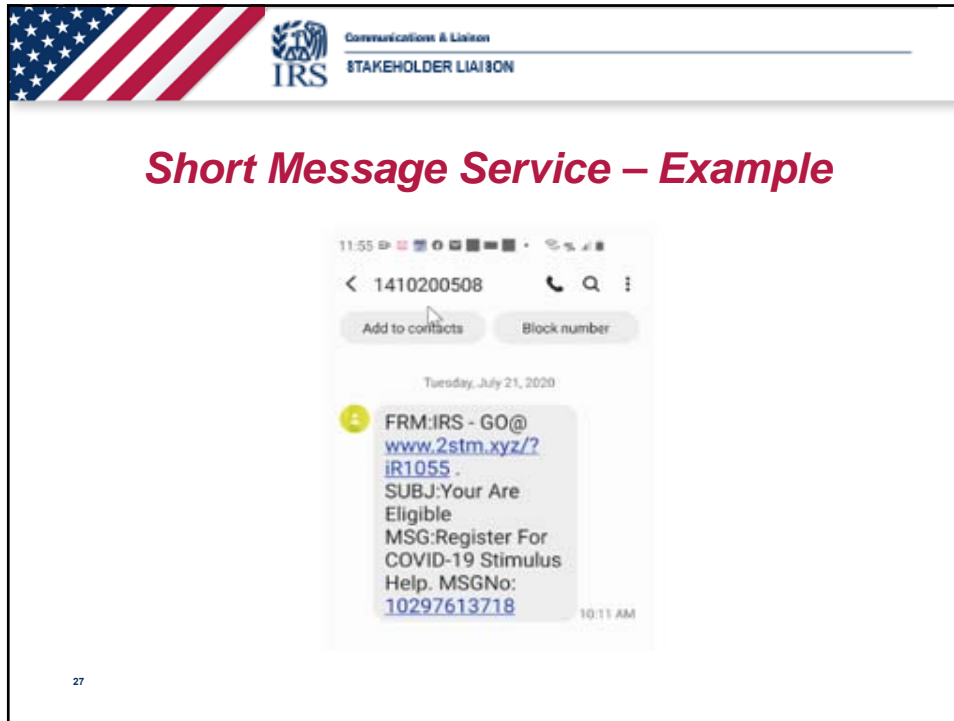 Communications & Liaison
IRS
STAKEHOLDER LIAISON
Short Message Service – Example
11:55
1410200508
Add to contacts Block number
Tuesday, July 21, 2020
FRM:IRS - GO@
www.2stm.xyz/?
iR1055 .
SUBJ:Your Are
Eligible
MSG:Register For
COVID-19 Stimulus
Help. MSGNo:
10297613718
10:11 AM
27